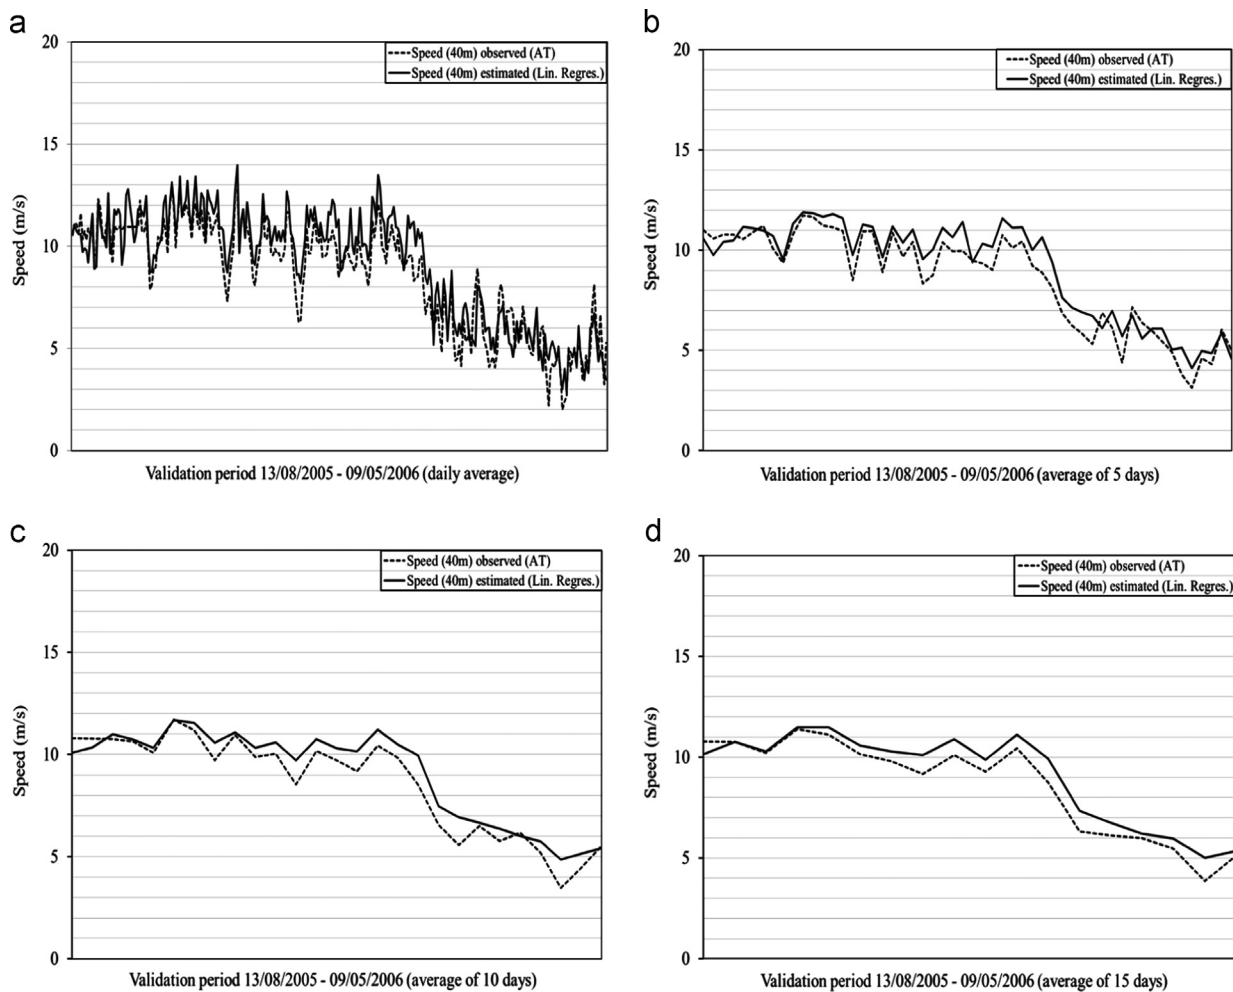 a
20
15
10
5
0
Speed (m/s)
Speed (40m) observed (AT)
Speed (40m) estimated (Lin. Regres.)
Validation period 13/08/2005 - 09/05/2006 (daily average)
b
20
15
10
5
0
Speed (m/s)
Speed (40m) observed (AT)
Speed (40m) estimated (Lin. Regres.)
Validation period 13/08/2005 - 09/05/2006 (average of 5 days)
c
20
15
10
5
0
Speed (m/s)
Speed (40m) observed (AT)
Speed (40m) estimated (Lin. Regres.)
Validation period 13/08/2005 - 09/05/2006 (average of 10 days)
d
20
15
10
5
0
Speed (m/s)
Speed (40m) observed (AT)
Speed (40m) estimated (Lin. Regres.)
Validation period 13/08/2005 - 09/05/2006 (average of 15 days)